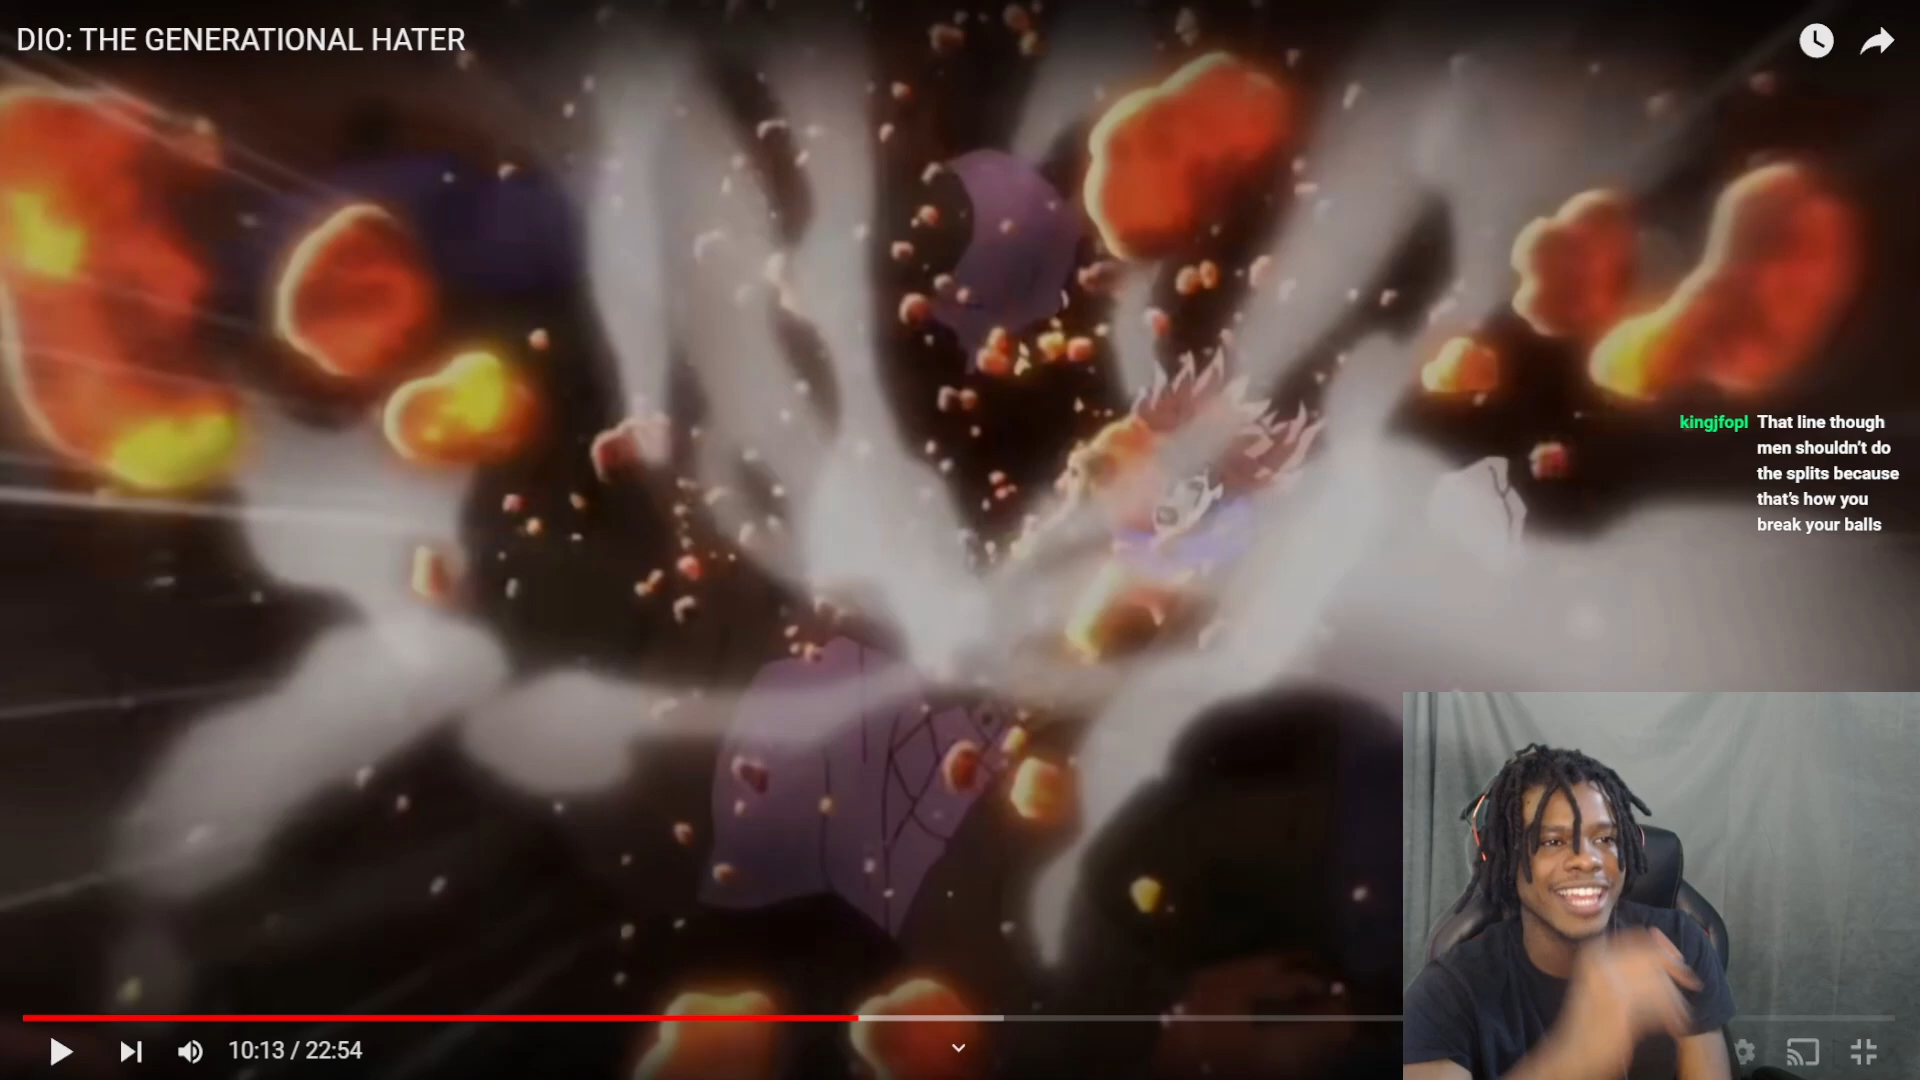 DIO: THE GENERATIONAL HATER
kingjfopl That line though
men shouldn't do
the splits because
that's how you
break your balls
10:13 / 22:54